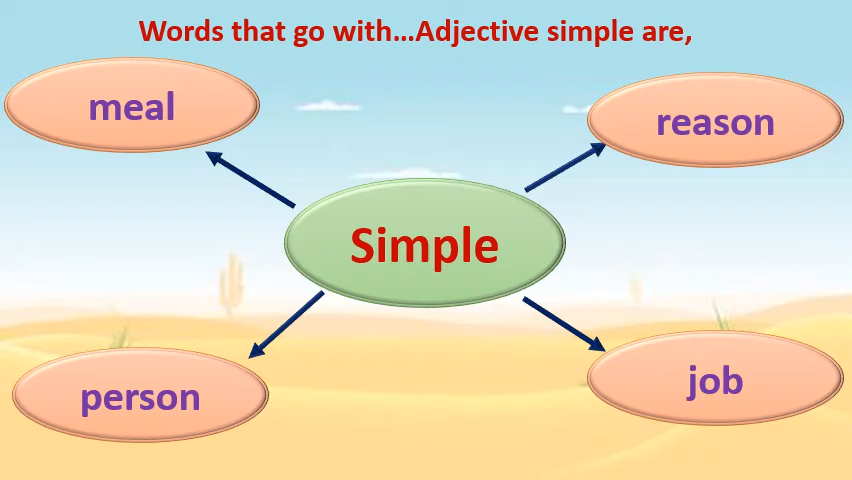 Words that go with...Adjective simple are,
meal
reason
Simple
person
job